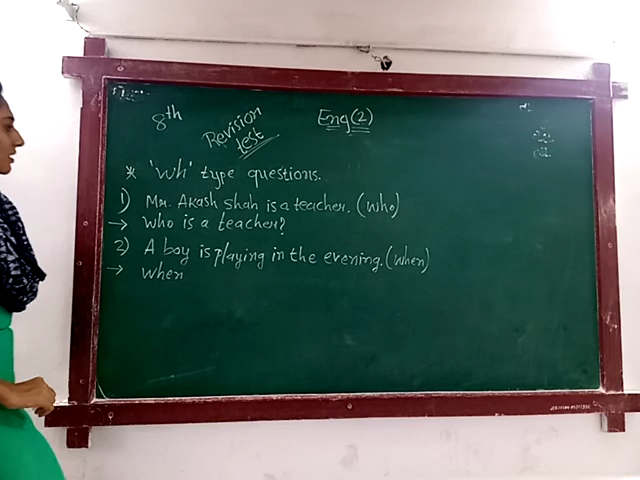 8th
Revision
test
Eng(2)
* 'Wh' type questions.
1) Mr. Akash Shah is a teacher. (who)
→ Who is a teacher?
2) A boy is playing in the evening. (when)
→ When